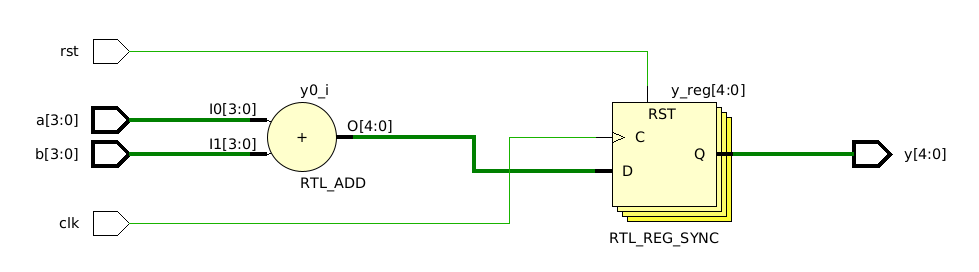 rst
y0_i
y_reg[4:0]
a[3:0]
I0[3:0]
RST
b[3:0]
I1[3:0]
+
O[4:0]
C
Q
y[4:0]
D
RTL_ADD
clk
RTL_REG_SYNC